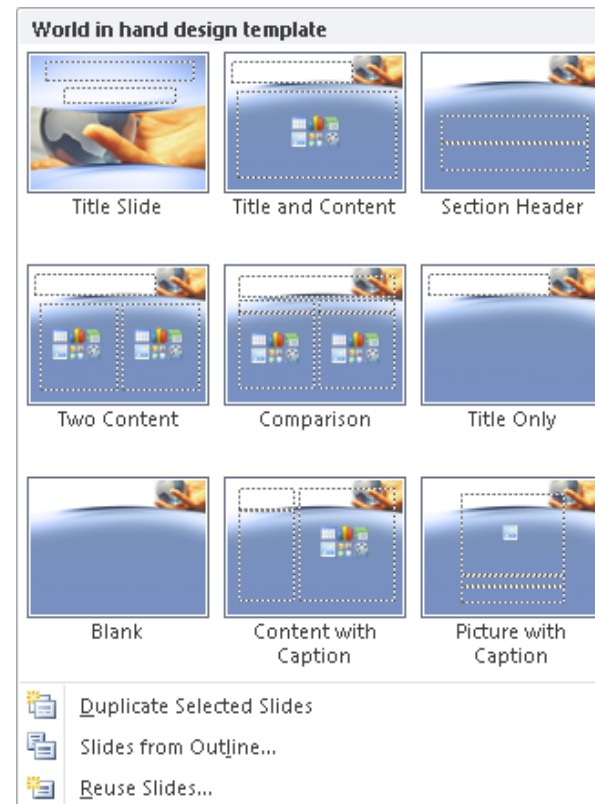 World in hand design template
Title Slide
Title and Content
Section Header
Two Content
Comparison
Title Only
Blank
Content with
Caption
Picture with
Caption
Duplicate Selected Slides
Slides from Outline...
Reuse Slides...